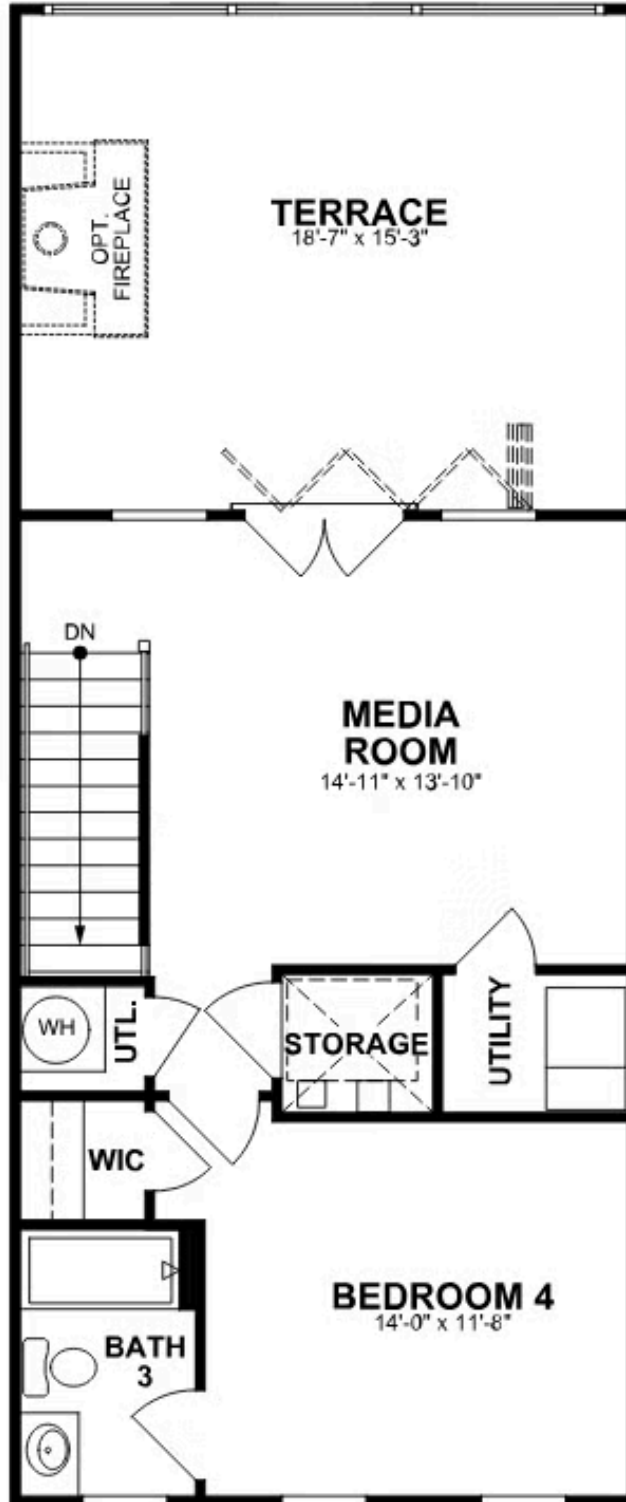 TERRACE
18'-7" x 15'-3"
OPT.
FIREPLACE
DN
MEDIA
ROOM
14'-11" x 13'-10"
WH
UTL.
STORAGE
UTILITY
WIC
BEDROOM 4
14'-0" x 11'-8"
BATH
3